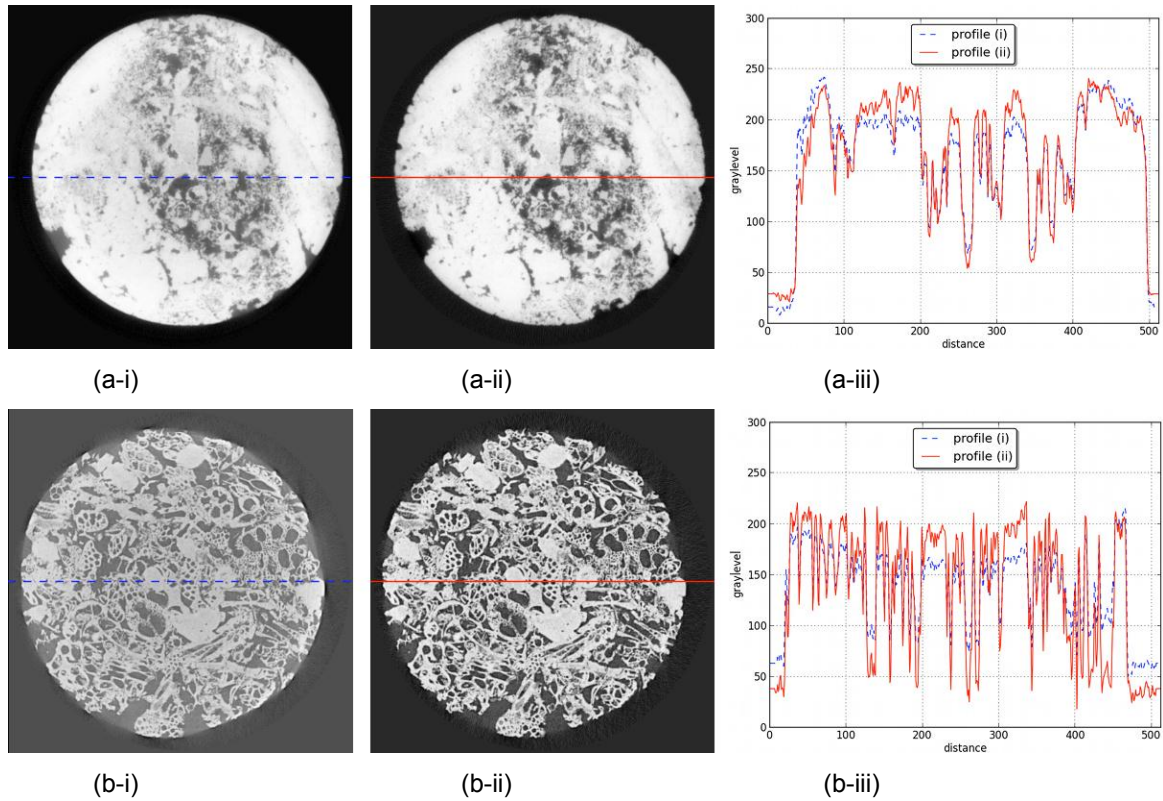 300
250
200
150
100
50
0
graylevel
profile (i)
profile (ii)
0 100 200 300 400 500
distance
(a-i) (a-ii) (a-iii)
300
250
200
150
100
50
0
graylevel
profile (i)
profile (ii)
0 100 200 300 400 500
distance
(b-i) (b-ii) (b-iii)